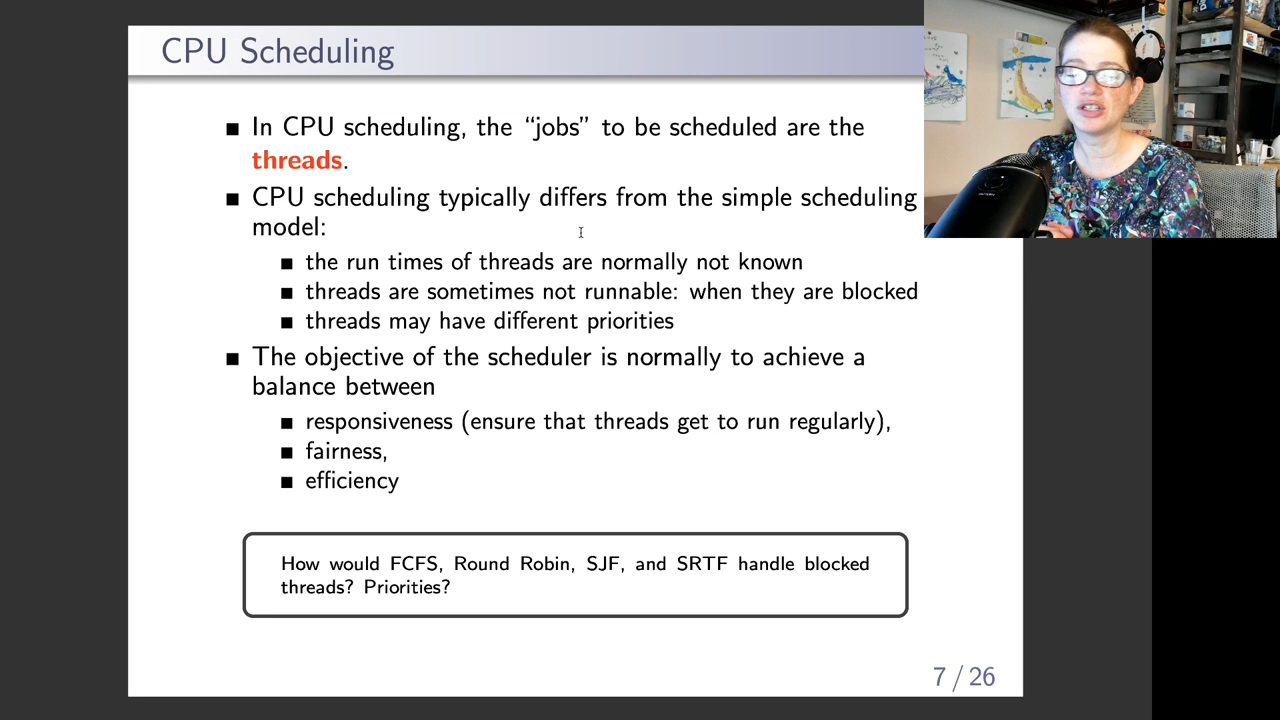 CPU Scheduling
■ In CPU scheduling, the “jobs” to be scheduled are the
threads.
■ CPU scheduling typically differs from the simple scheduling
model:
■ the run times of threads are normally not known
■ threads are sometimes not runnable: when they are blocked
■ threads may have different priorities
■ The objective of the scheduler is normally to achieve a
balance between
■ responsiveness (ensure that threads get to run regularly),
■ fairness,
■ efficiency
How would FCFS, Round Robin, SJF, and SRTF handle blocked
threads? Priorities?
7 / 26